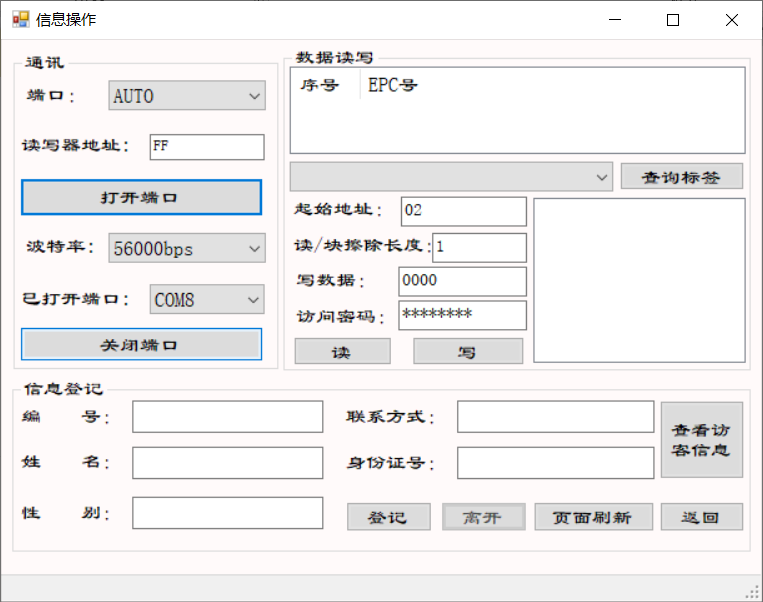 信息操作
通讯
端口： AUTO
读写器地址： FF
打开端口
波特率： 56000bps
已打开端口： COM8
关闭端口
数据读写
序号 EPC号
查询标签
起始地址： 02
读/块擦除长度： 1
写数据： 0000
访问密码： ********
读 写
信息登记
编 号： 联系方式：
查看访
客信息
姓 名： 身份证号：
性 别： 登记 离开 页面刷新 返回